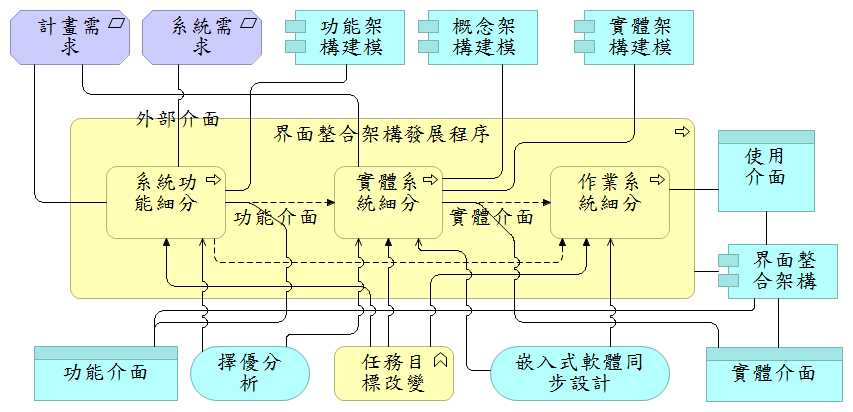 計畫需
求
系統需
求
功能架
構建模
概念架
構建模
實體架
構建模
外部介面
界面整合架構發展程序
系統功
能細分
實體系
統細分
作業系
統細分
功能介面
實體介面
使用
介面
界面整
合架構
功能介面
擇優分
析
任務目
標改變
嵌入式軟體同
步設計
實體介面